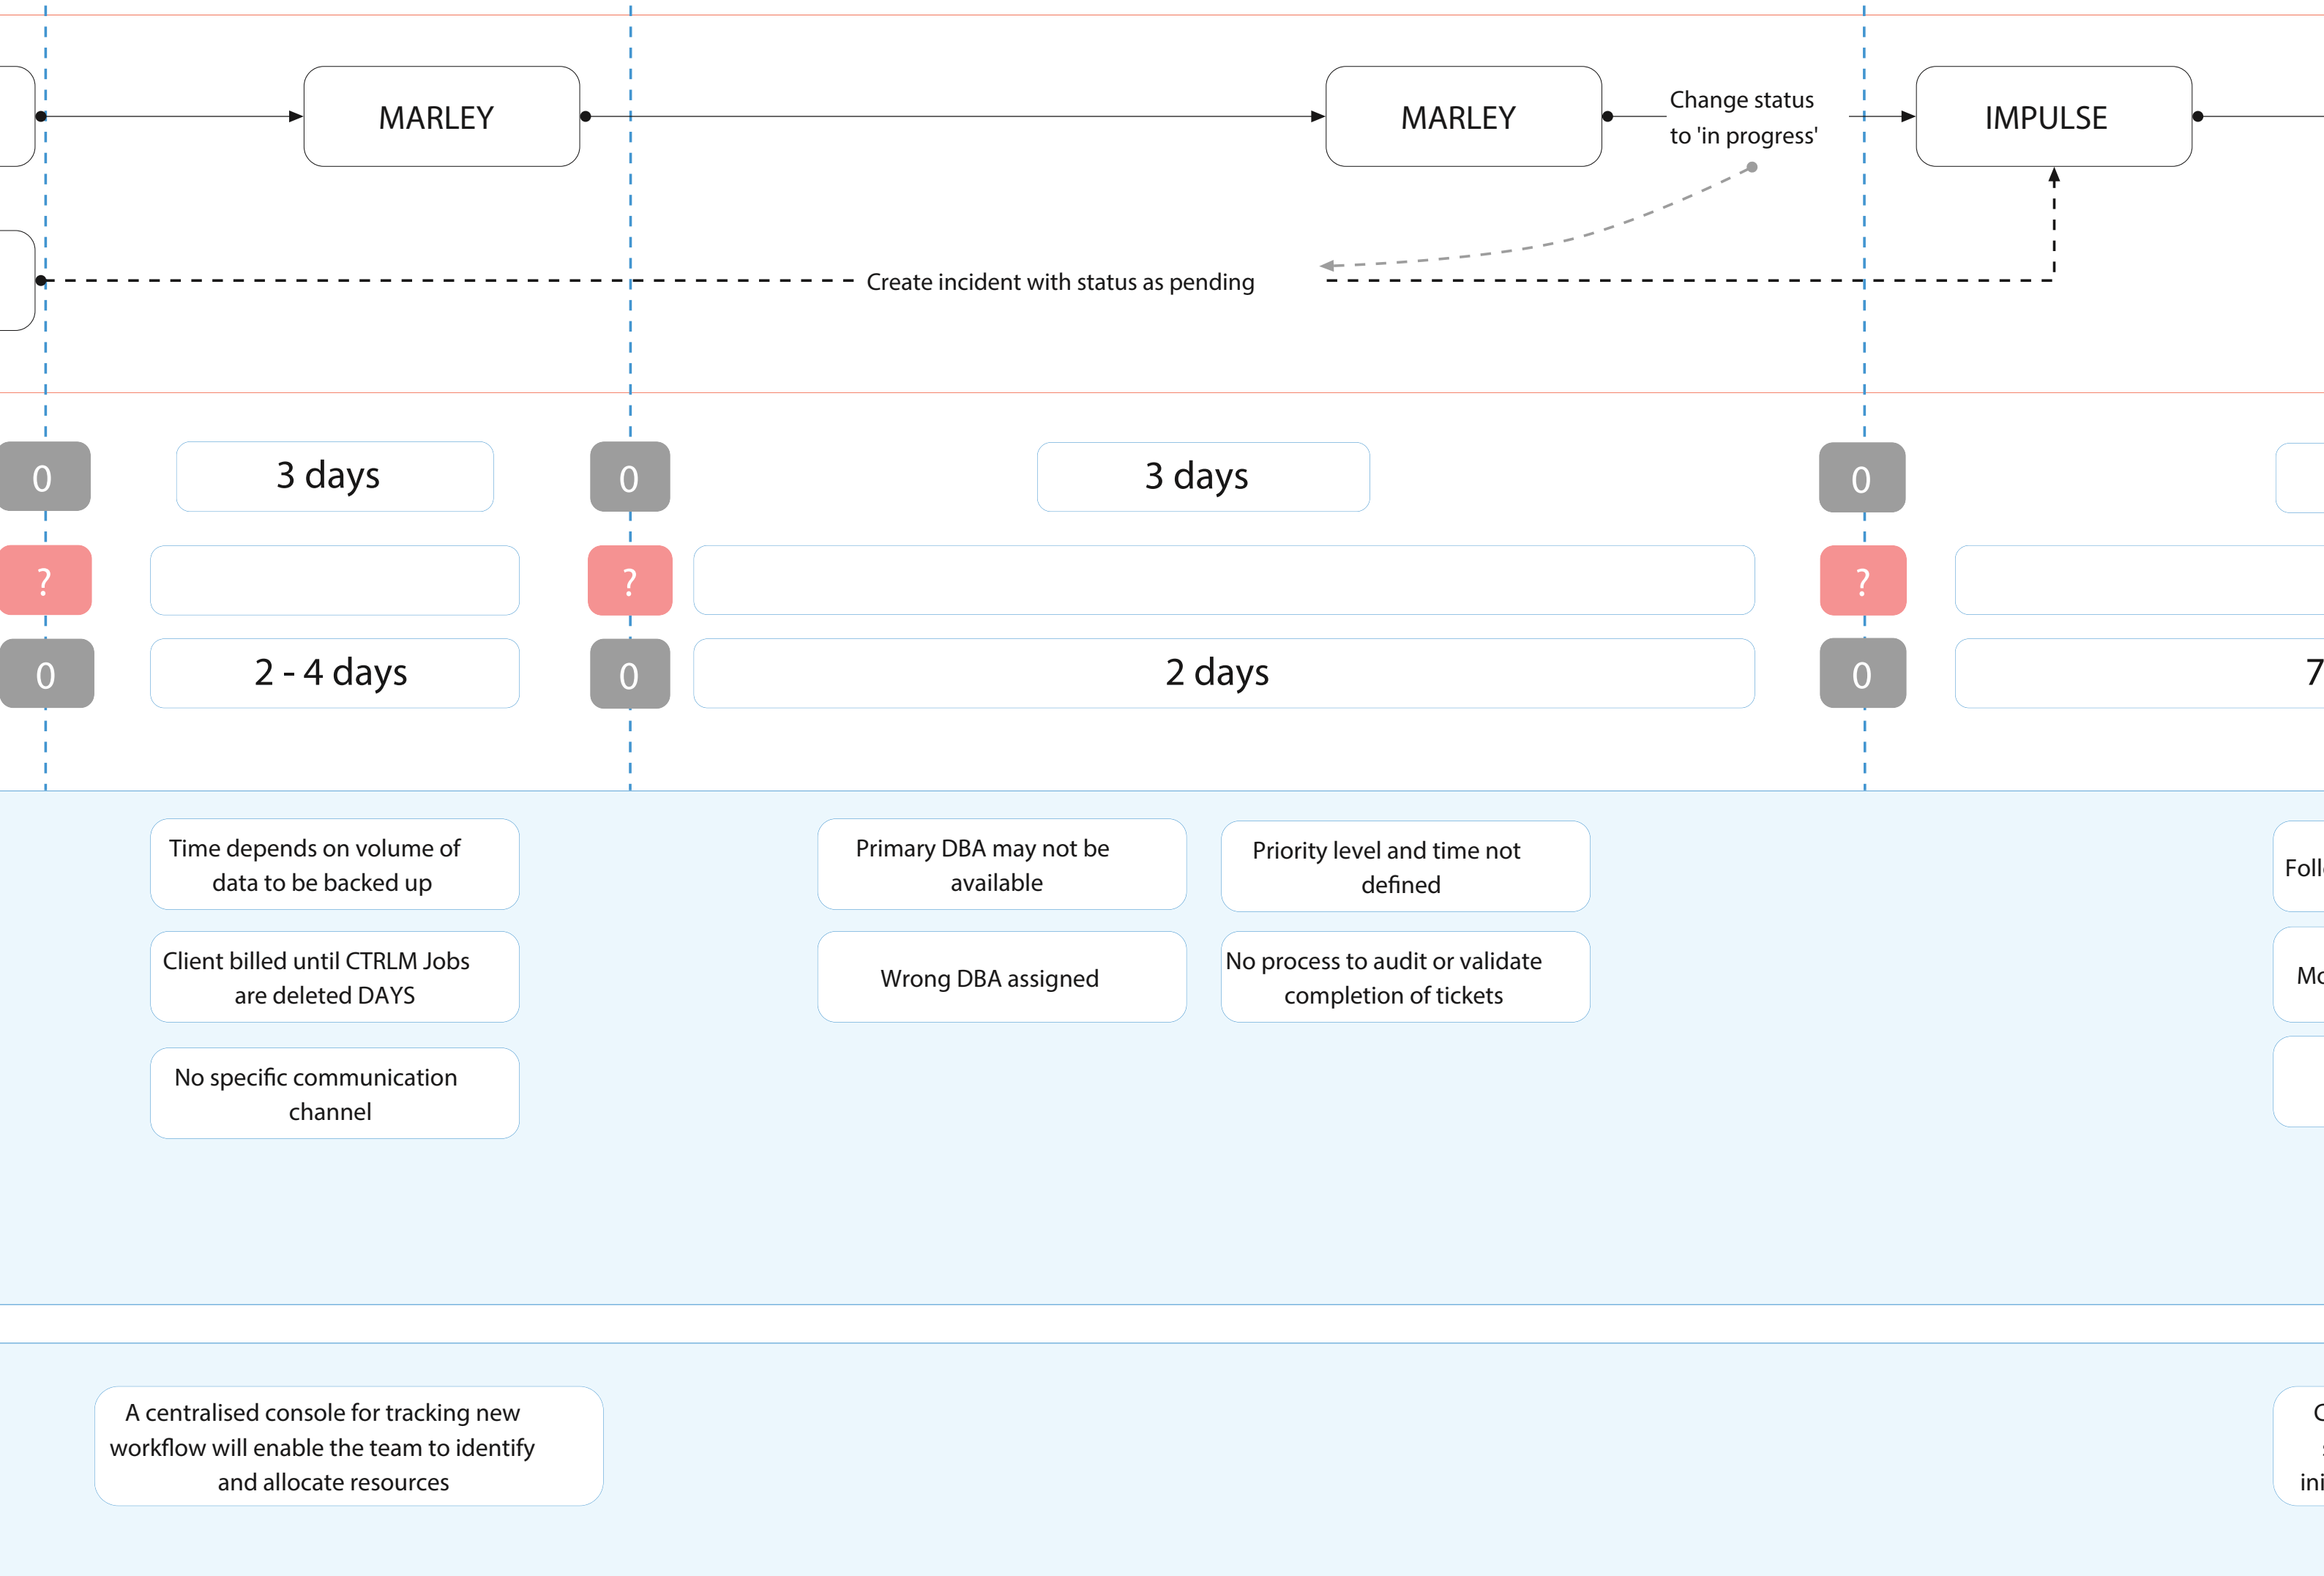 MARLEY
MARLEY
Change status
to 'in progress'
IMPULSE
Create incident with status as pending
0
3 days
0
3 days
0
?
?
?
0
2 - 4 days
0
2 days
0
7
Time depends on volume of
data to be backed up
Primary DBA may not be
available
Priority level and time not
defined
Client billed until CTRLM Jobs
are deleted DAYS
Wrong DBA assigned
No process to audit or validate
completion of tickets
No specific communication
channel
A centralised console for tracking new
workflow will enable the team to identify
and allocate resources